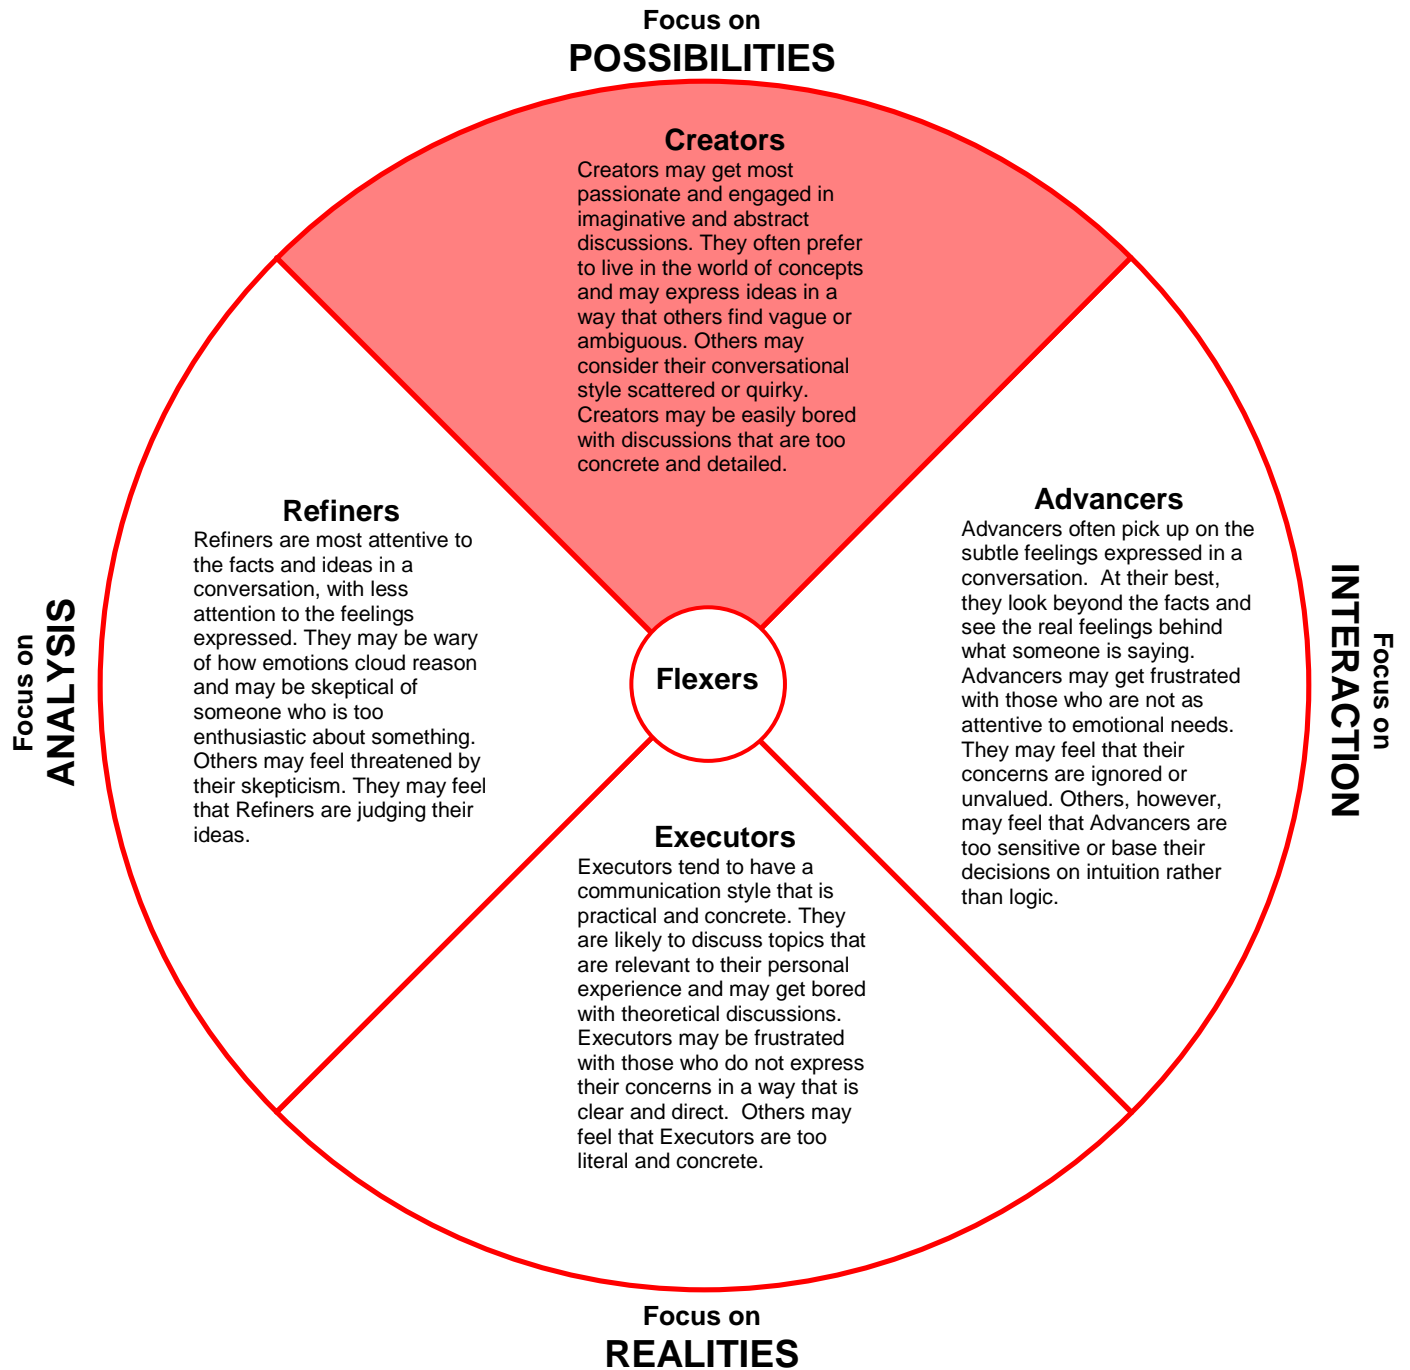 Focus on
POSSIBILITIES
Creators
Creators may get most
passionate and engaged in
imaginative and abstract
discussions. They often prefer
to live in the world of concepts
and may express ideas in a
way that others find vague or
ambiguous. Others may
consider their conversational
style scattered or quirky.
Creators may be easily bored
with discussions that are too
concrete and detailed.
Focus on
ANALYSIS
Refiners
Refiners are most attentive to
the facts and ideas in a
conversation, with less
attention to the feelings
expressed. They may be wary
of how emotions cloud reason
and may be skeptical of
someone who is too
enthusiastic about something.
Others may feel threatened by
their skepticism. They may feel
that Refiners are judging their
ideas.
Flexers
Advancers
Advancers often pick up on the
subtle feelings expressed in a
conversation.  At their best,
they look beyond the facts and
see the real feelings behind
what someone is saying.
Advancers may get frustrated
with those who are not as
attentive to emotional needs.
They may feel that their
concerns are ignored or
unvalued. Others, however,
may feel that Advancers are
too sensitive or base their
decisions on intuition rather
than logic.
Focus on
INTERACTION
Executors
Executors tend to have a
communication style that is
practical and concrete. They
are likely to discuss topics that
are relevant to their personal
experience and may get bored
with theoretical discussions.
Executors may be frustrated
with those who do not express
their concerns in a way that is
clear and direct.  Others may
feel that Executors are too
literal and concrete.
Focus on
REALITIES